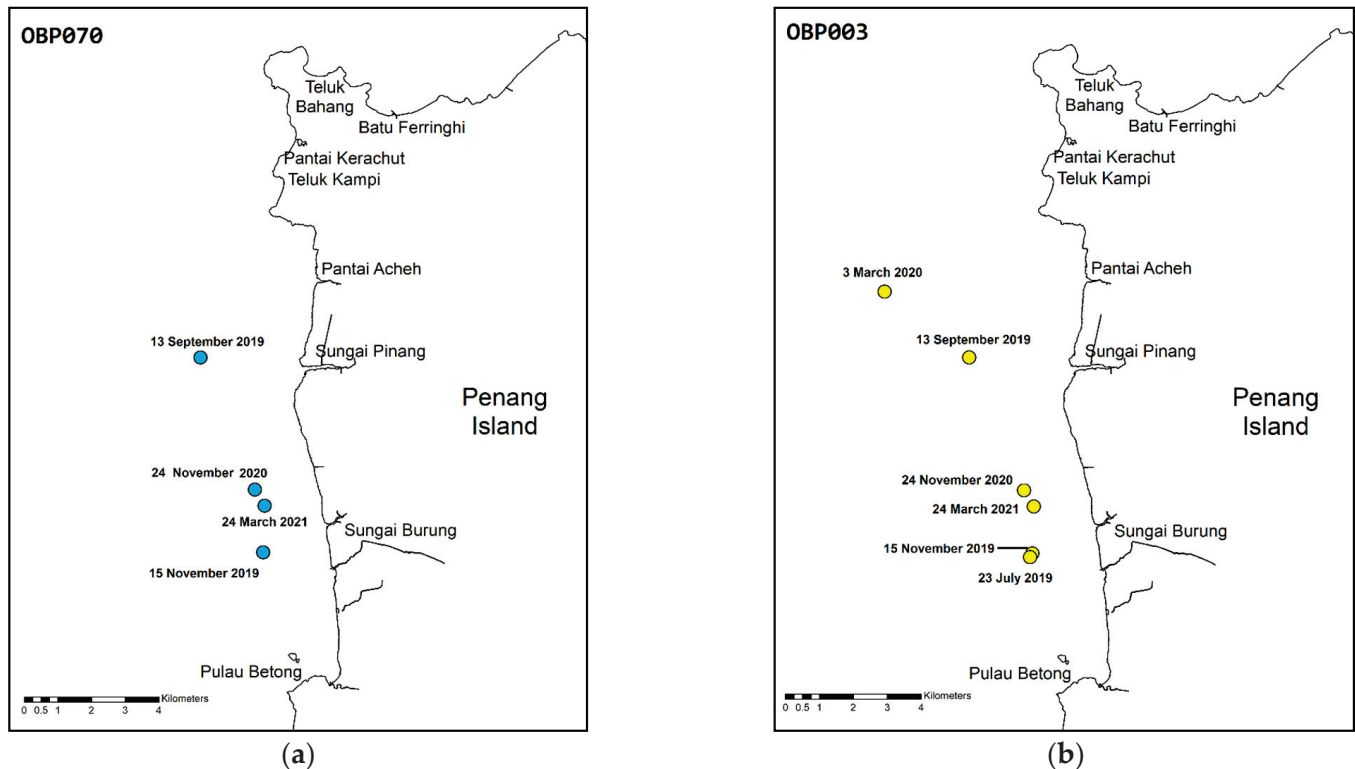 OBP070
Teluk
Bahang
Batu Ferringhi
Pantai Kerachut
Teluk Kampi
Pantai Acheh
13 September 2019
Sungai Pinang
Penang
Island
24 November 2020
24 March 2021
Sungai Burung
15 November 2019
Pulau Betong
Kilometers
0 0.5 1 2 3 4
(a)
OBP003
Teluk
Bahang
Batu Ferringhi
Pantai Kerachut
Teluk Kampi
3 March 2020
Pantai Acheh
13 September 2019
Sungai Pinang
Penang
Island
24 November 2020
24 March 2021
Sungai Burung
15 November 2019
23 July 2019
Pulau Betong
Kilometers
0 0.5 1 2 3 4
(b)